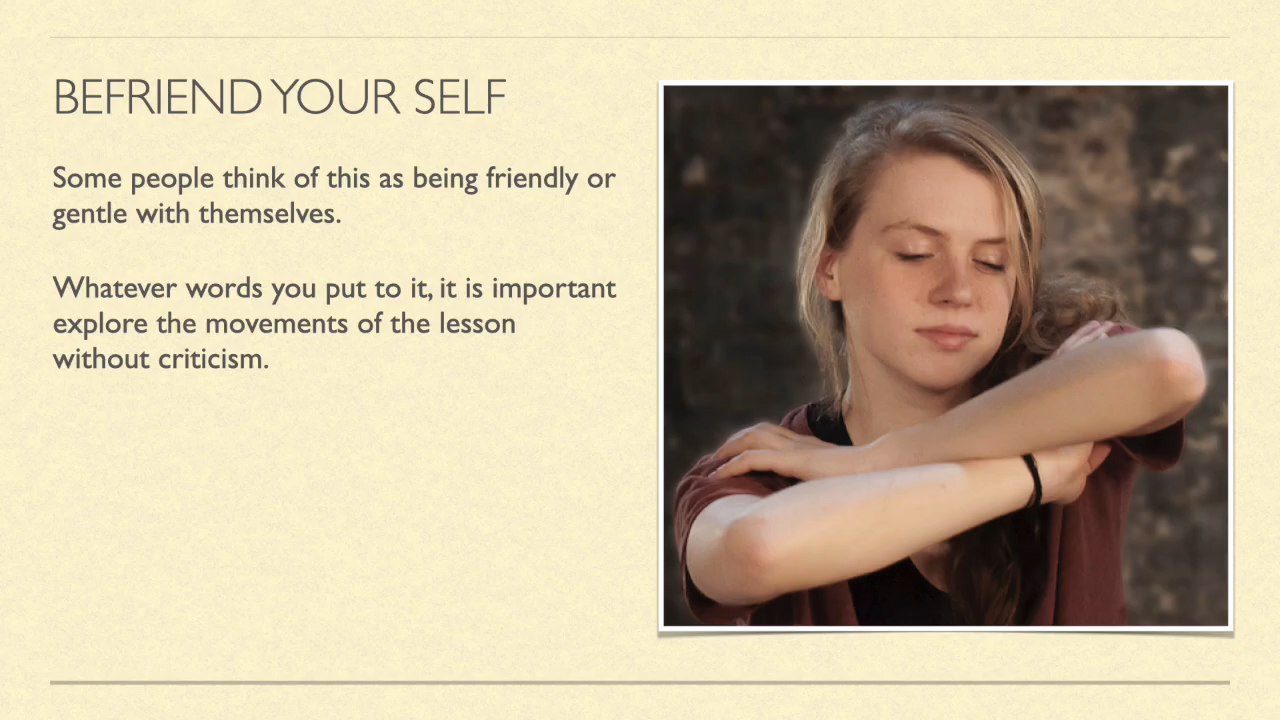 BEFRIEND YOUR SELF
Some people think of this as being friendly or
gentle with themselves.
Whatever words you put to it, it is important
explore the movements of the lesson
without criticism.